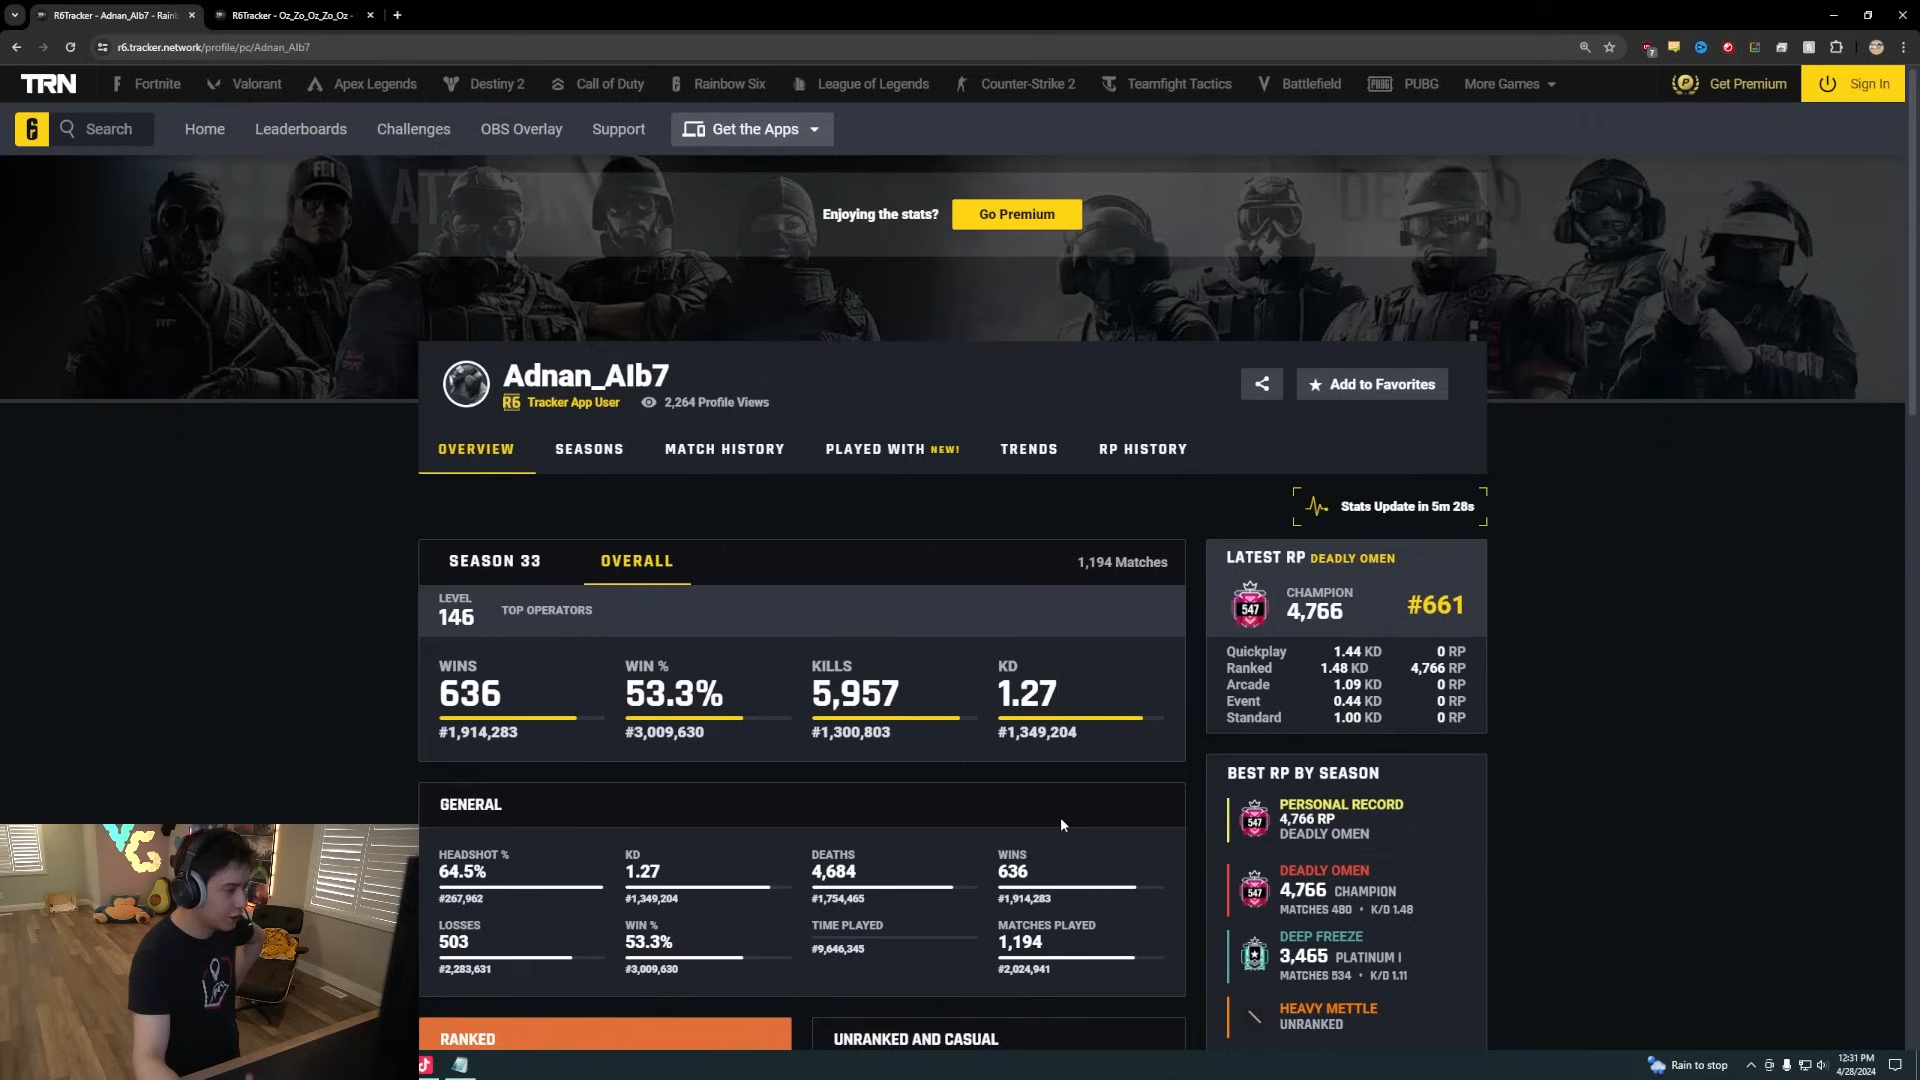 R6Tracker - Adnan_AIb7 - Rainb
R6Tracker - Oz_Zo_Oz_Zo_Oz -
r6.tracker.network/profile/pc/Adnan_AIb7
7
TRN
Fortnite
Valorant
Apex Legends
Destiny 2
Call of Duty
Rainbow Six
League of Legends
Counter-Strike 2
Teamfight Tactics
Battlefield
PUBG
PUBG
More Games
Get Premium
Sign In
6
Search
Home
Leaderboards
Challenges
OBS Overlay
Support
Get the Apps
FBI
Enjoying the stats?
Go Premium
Adnan_AIb7
R6 Tracker App User
2,264 Profile Views
Add to Favorites
OVERVIEW
SEASONS
MATCH HISTORY
PLAYED WITH NEW!
TRENDS
RP HISTORY
Stats Update in 5m 28s
SEASON 33
OVERALL
1,194 Matches
LEVEL
146
TOP OPERATORS
WINS
636
#1,914,283
WIN %
53.3%
#3,009,630
KILLS
5,957
#1,300,803
KD
1.27
#1,349,204
GENERAL
HEADSHOT %
64.5%
#267,962
KD
1.27
#1,349,204
DEATHS
4,684
#1,754,465
WINS
636
#1,914,283
LOSSES
503
#2,283,631
WIN %
53.3%
#3,009,630
TIME PLAYED
#9,646,345
MATCHES PLAYED
1,194
#2,024,941
RANKED
UNRANKED AND CASUAL
LATEST RP DEADLY OMEN
547
CHAMPION
4,766
#661
Quickplay 1.44 KD 0 RP
Ranked 1.48 KD 4,766 RP
Arcade 1.09 KD 0 RP
Event 0.44 KD 0 RP
Standard 1.00 KD 0 RP
BEST RP BY SEASON
547
PERSONAL RECORD
4,766 RP
DEADLY OMEN
547
DEADLY OMEN
4,766 CHAMPION
MATCHES 480 • K/D 1.48
DEEP FREEZE
3,465 PLATINUM I
MATCHES 534 • K/D 1.11
HEAVY METTLE
UNRANKED
Rain to stop
12:31 PM
4/28/2024